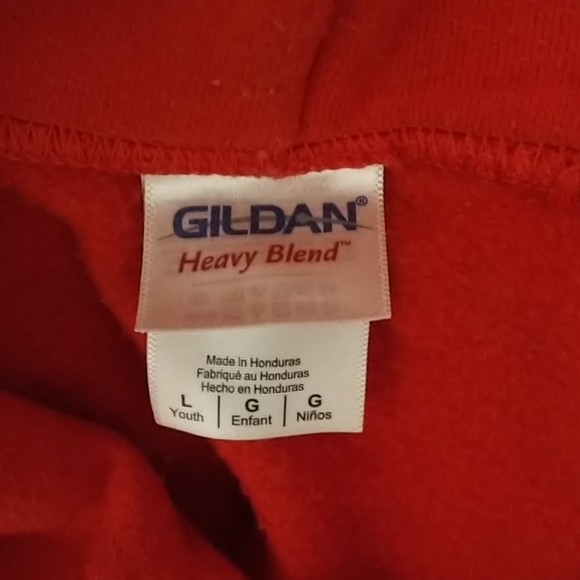 GILDAN®
Heavy Blend™
Made in Honduras
Fabriqué au Honduras
Hecho en Honduras
L G G
Youth Enfant Niños